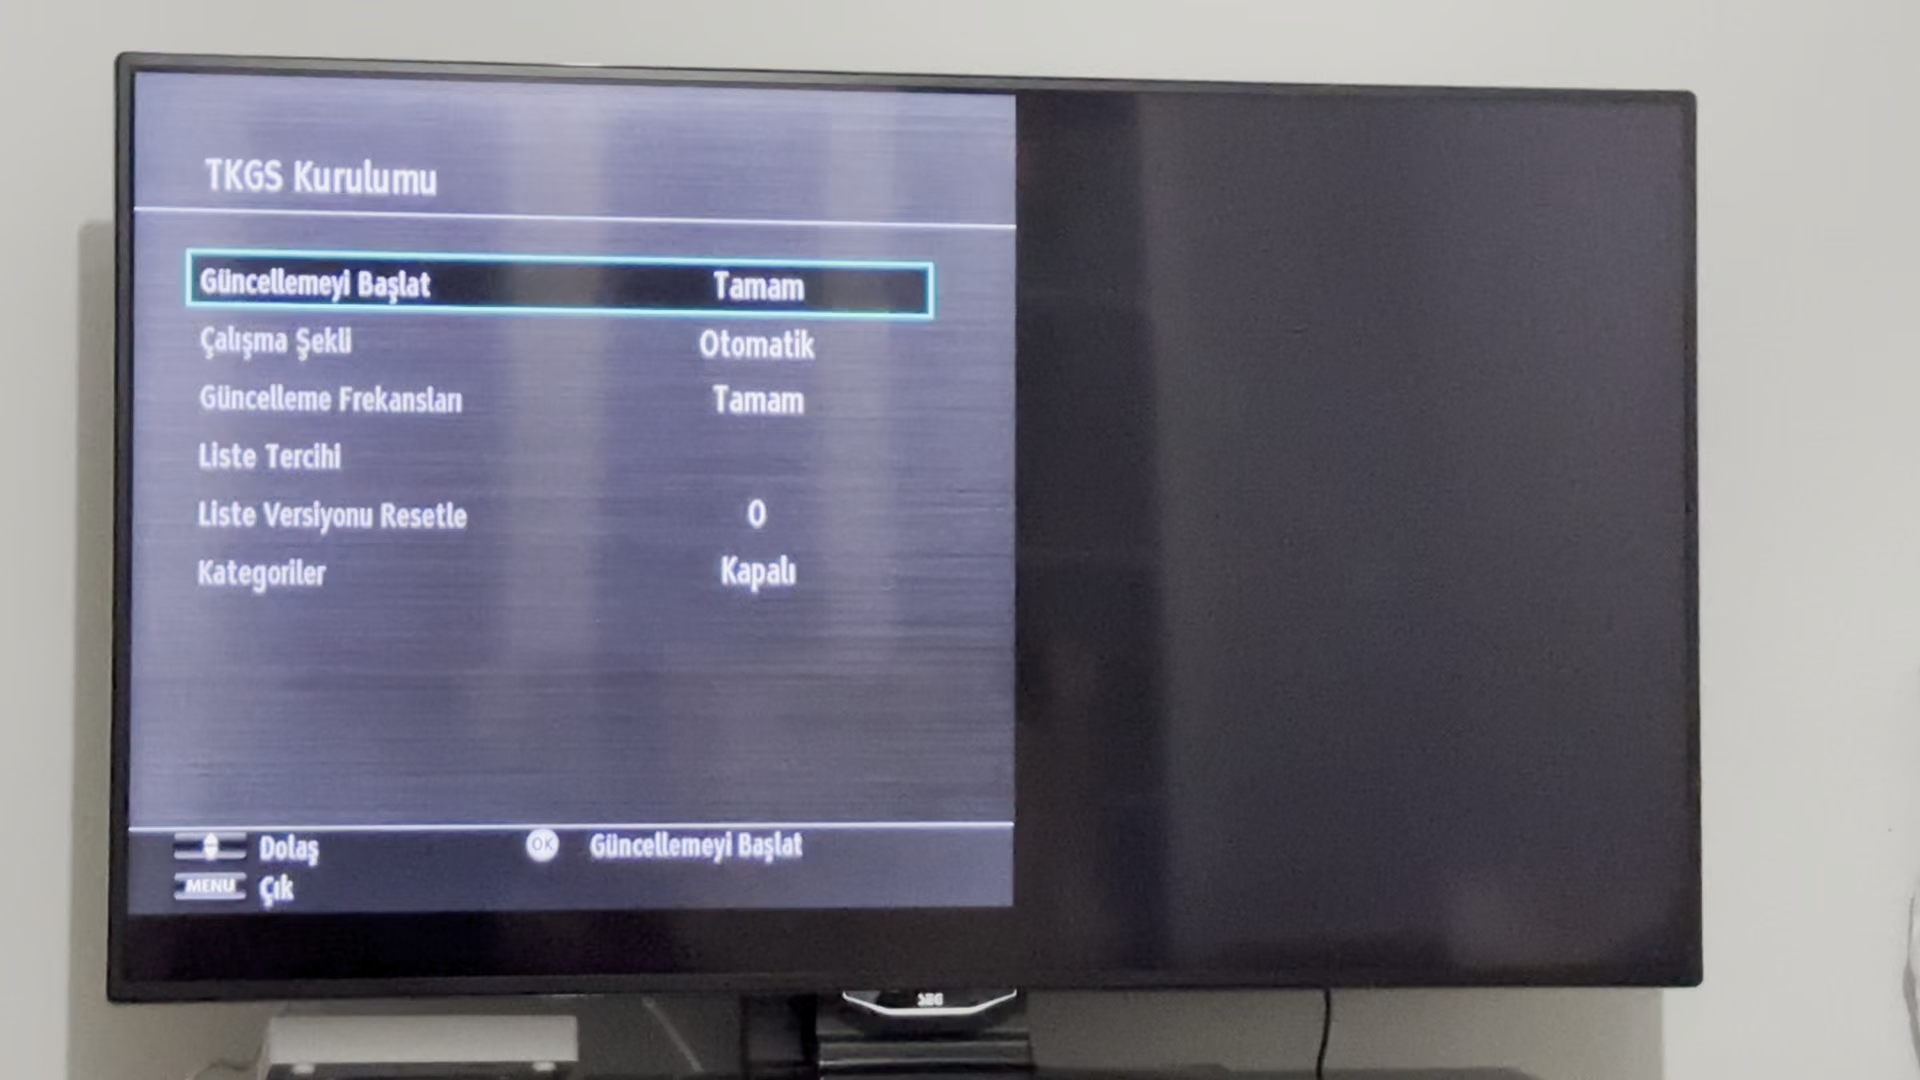 TKGS Kurulumu
Güncellemeyi Başlat Tamam
Çalışma Şekli Otomatik
Güncelleme Frekansları Tamam
Liste Tercihi
Liste Versiyonu Resetle 0
Kategoriler Kapalı
Dolaş OK Güncellemeyi Başlat
MENU Çık
SEG